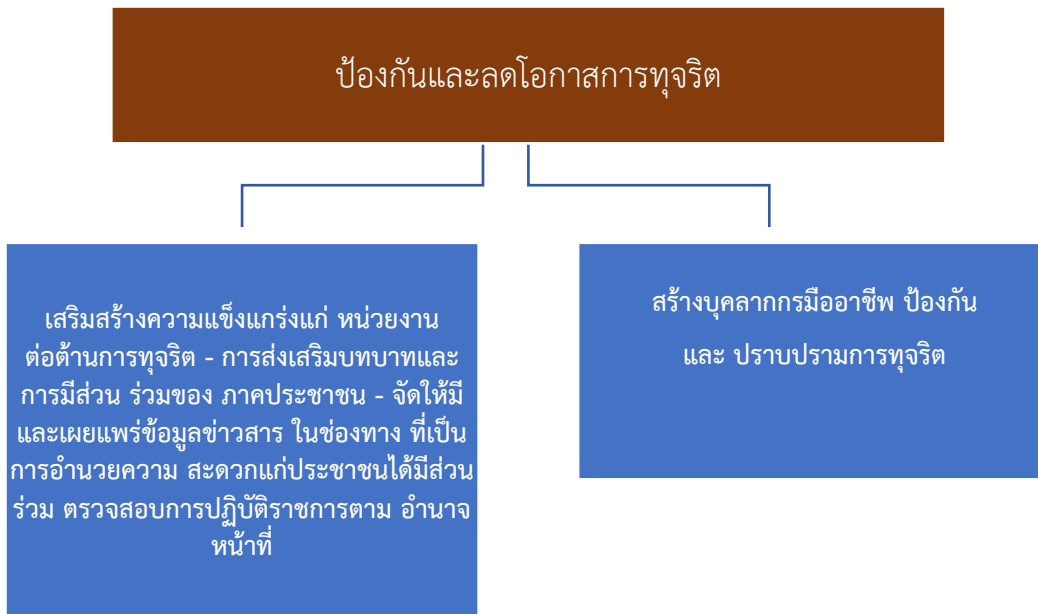 ป้องกันและลดโอกาสการทุจริต
เสริมสร้างความแข็งแกร่งแก่ หน่วยงาน
ต่อต้านการทุจริต - การส่งเสริมบทบาทและ
การมีส่วน ร่วมของ ภาคประชาชน - จัดให้มี
และเผยแพร่ข้อมูลข่าวสาร ในช่องทาง ที่เป็น
การอำนวยความ สะดวกแก่ประชาชนได้มีส่วน
ร่วม ตรวจสอบการปฏิบัติราชการตาม อำนาจ
หน้าที่
สร้างบุคลากกรมืออาชีพ ป้องกัน
และ ปราบปรามการทุจริต